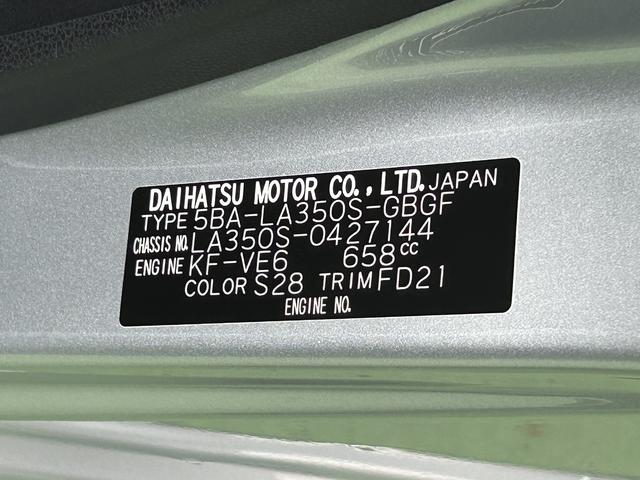 DAIHATSU MOTOR CO.,LTD. JAPAN
TYPE 5BA-LA350S-GBGF
CHASSIS NO. LA350S-0427144
ENGINE KF-VE6 658cc
COLOR S28 TRIM FD21
ENGINE NO.